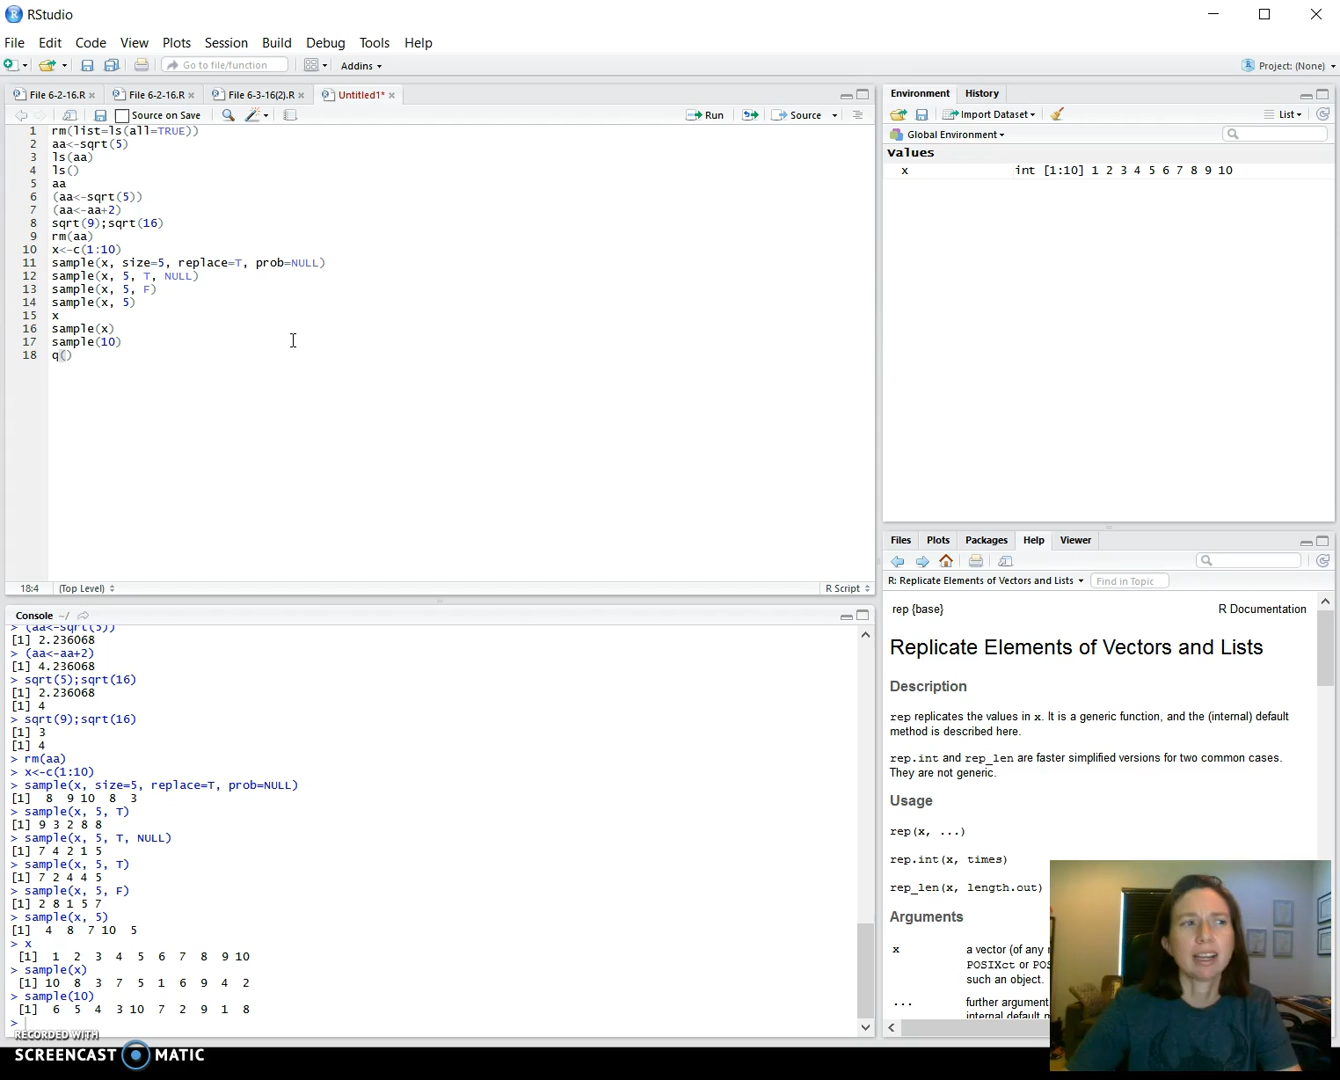 RStudio
File Edit Code View Plots Session Build Debug Tools Help
Go to file/function Addins Project: (None)
File 6-2-16.R File 6-2-16.R File 6-3-16(2).R Untitled1*
Source on Save Run Source
1 rm(list=ls(all=TRUE))
2 aa<-sqrt(5)
3 ls(aa)
4 ls()
5 aa
6 (aa<-sqrt(5))
7 (aa<-aa+2)
8 sqrt(9);sqrt(16)
9 rm(aa)
10 x<-c(1:10)
11 sample(x, size=5, replace=T, prob=NULL)
12 sample(x, 5, T, NULL)
13 sample(x, 5, F)
14 sample(x, 5)
15 x
16 sample(x)
17 sample(10)
18 q()
18:4 (Top Level) R Script
Console ~/
> (aa<-sqrt(5))
[1] 2.236068
> (aa<-aa+2)
[1] 4.236068
> sqrt(5);sqrt(16)
[1] 2.236068
[1] 4
> sqrt(9);sqrt(16)
[1] 3
[1] 4
> rm(aa)
> x<-c(1:10)
> sample(x, size=5, replace=T, prob=NULL)
[1] 8 9 10 8 3
> sample(x, 5, T)
[1] 9 3 2 8 8
> sample(x, 5, T, NULL)
[1] 7 4 2 1 5
> sample(x, 5, T)
[1] 7 2 4 4 5
> sample(x, 5, F)
[1] 2 8 1 5 7
> sample(x, 5)
[1] 4 8 7 10 5
> x
[1] 1 2 3 4 5 6 7 8 9 10
> sample(x)
[1] 10 8 3 7 5 1 6 9 4 2
> sample(10)
[1] 6 5 4 3 10 7 2 9 1 8
>
RECORDED WITH
SCREENCAST MATIC
Environment History
Import Dataset List
Global Environment
Values
x int [1:10] 1 2 3 4 5 6 7 8 9 10
Files Plots Packages Help Viewer
R: Replicate Elements of Vectors and Lists Find in Topic
rep {base} R Documentation
Replicate Elements of Vectors and Lists
Description
rep replicates the values in x. It is a generic function, and the (internal) default
method is described here.
rep.int and rep_len are faster simplified versions for two common cases.
They are not generic.
Usage
rep(x, ...)
rep.int(x, times)
rep_len(x, length.out)
Arguments
x a vector (of any
POSIXct or
such an object.
... further argument
internal default